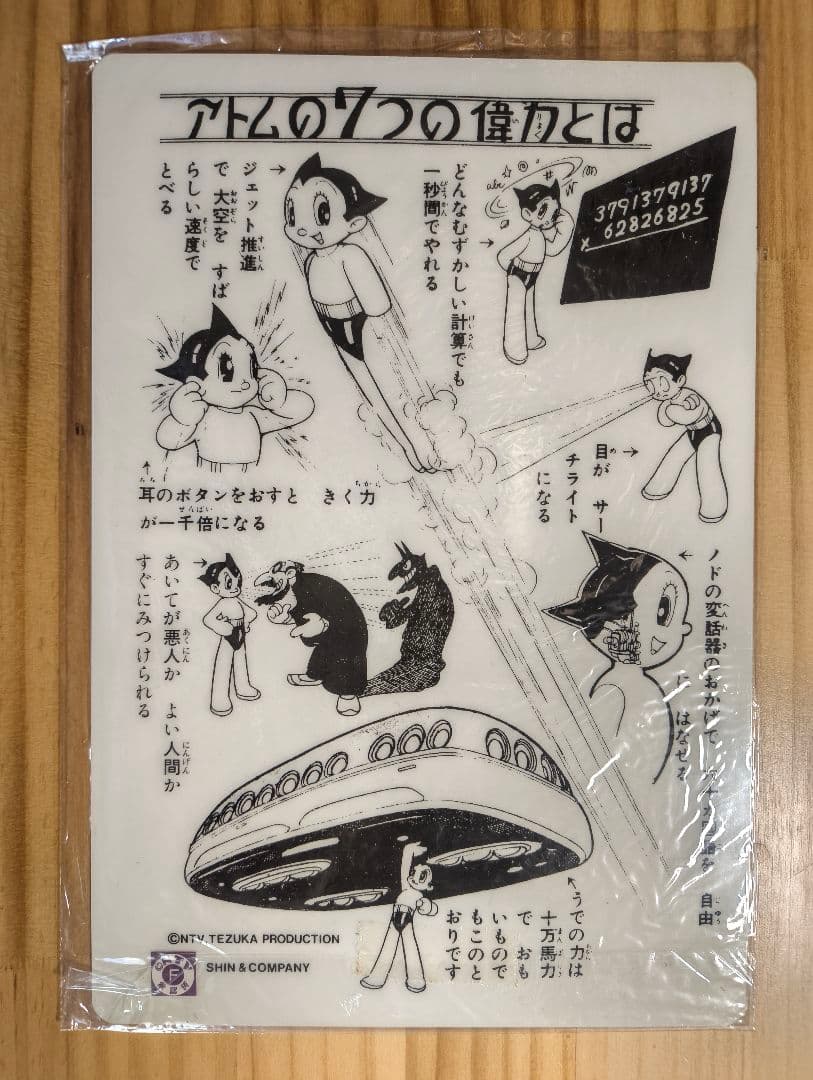 アトムの7つの偉力とは
ジェット推進
で 大空を すば
らしい速度で
とべる
どんなむずかしい計算でも
一秒間でやれる
abc
3791379137
× 62826825
耳のボタンをおすと きく力
が一千倍になる
目が サー
チライト
になる
あいてが悪人か よい人間か
すぐにみつけられる
ノドの変話器のおかげで
を 自由
に はなせる
うでの力は
十万馬力
で おも
いもので
もこのと
おりです
©NTV, TEZUKA PRODUCTION
SHIN & COMPANY